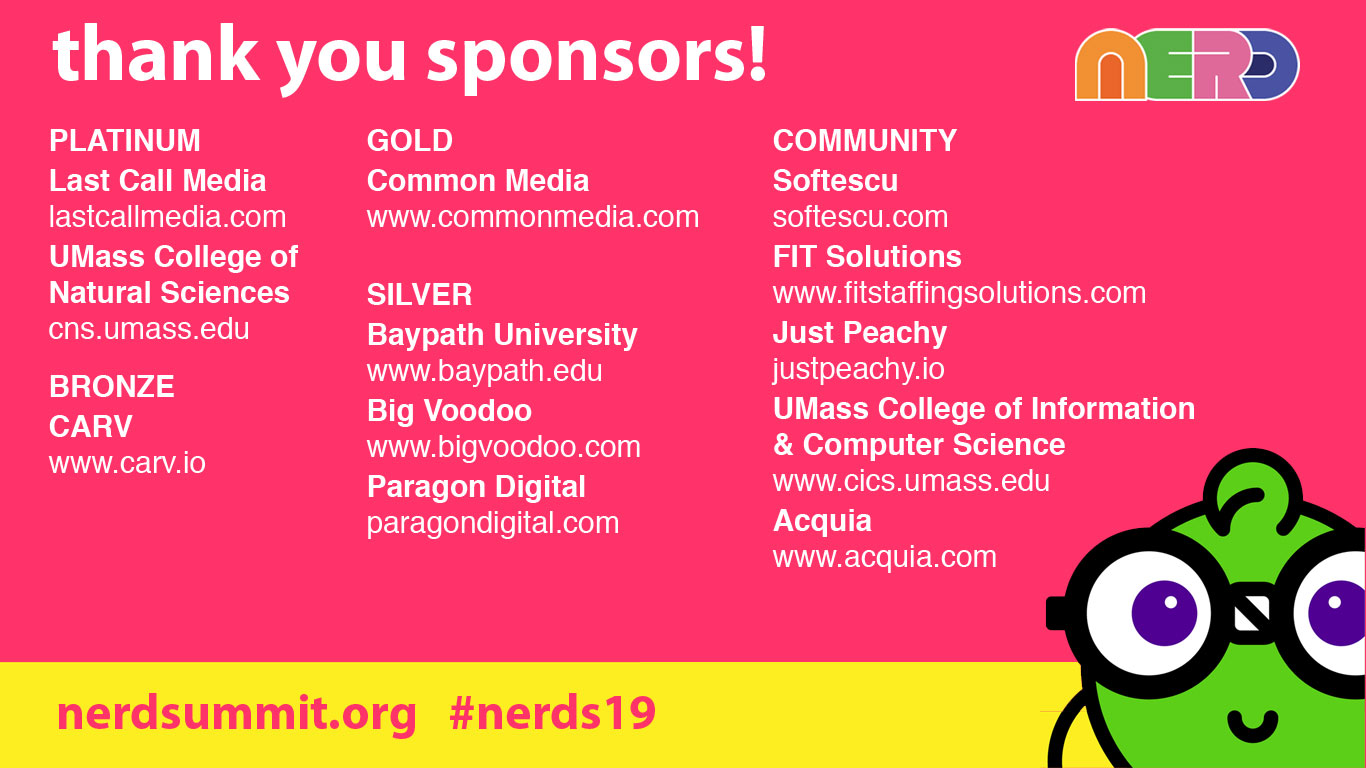 thank you sponsors!
NERD
PLATINUM
Last Call Media
lastcallmedia.com
UMass College of
Natural Sciences
cns.umass.edu
BRONZE
CARV
www.carv.io
GOLD
Common Media
www.commonmedia.com
SILVER
Baypath University
www.baypath.edu
Big Voodoo
www.bigvoodoo.com
Paragon Digital
paragondigital.com
COMMUNITY
Softescu
softescu.com
FIT Solutions
www.fitstaffingsolutions.com
Just Peachy
justpeachy.io
UMass College of Information
& Computer Science
www.cics.umass.edu
Acquia
www.acquia.com
nerdsummit.org #nerds19